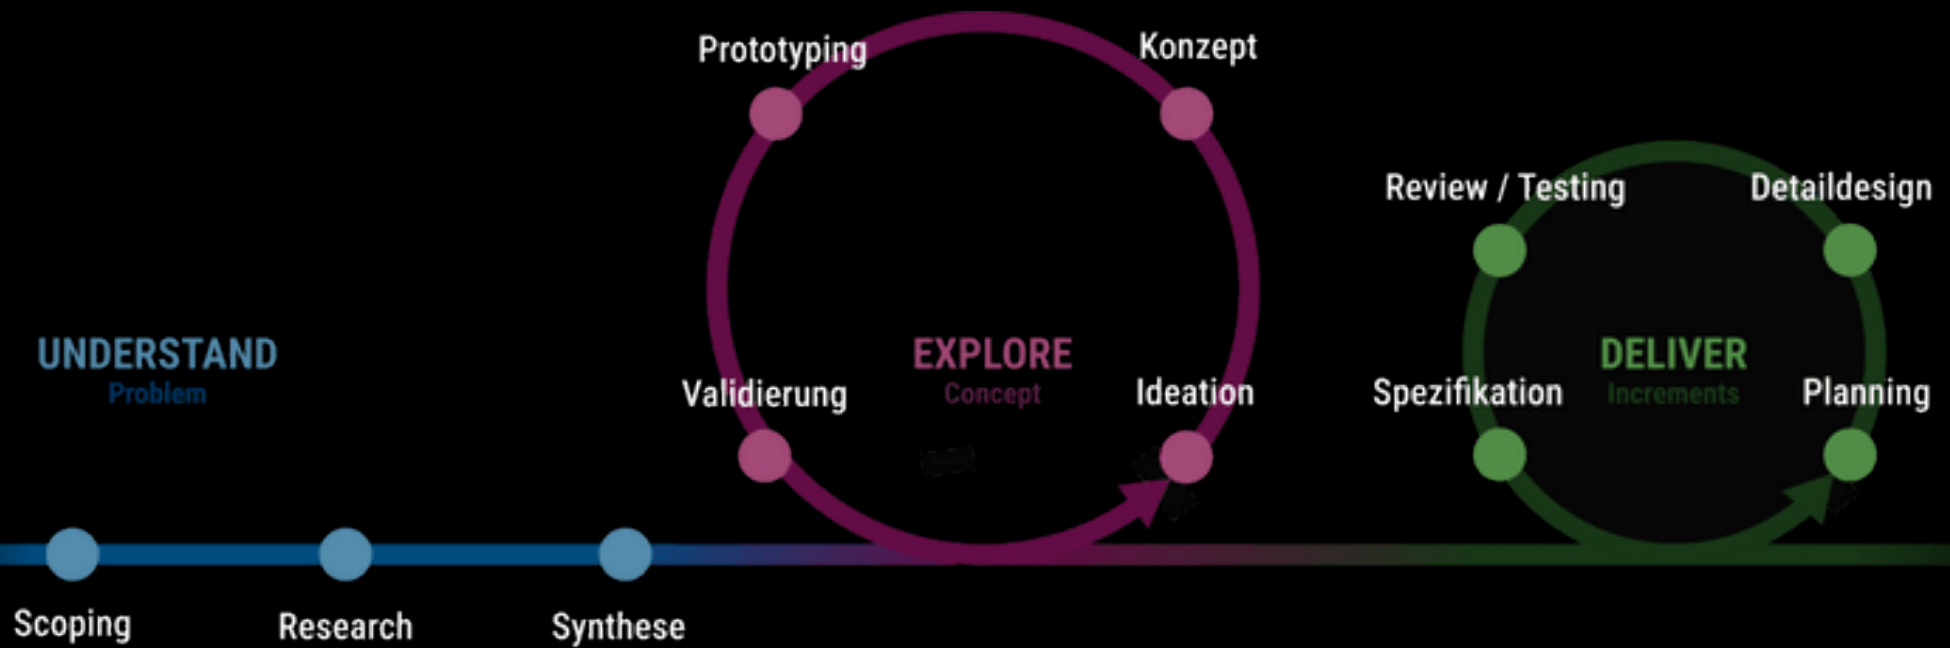 Prototyping
Konzept
Review / Testing
Detaildesign
UNDERSTAND
Problem
EXPLORE
Concept
DELIVER
Increments
Validierung
Ideation
Spezifikation
Planning
Scoping
Research
Synthese